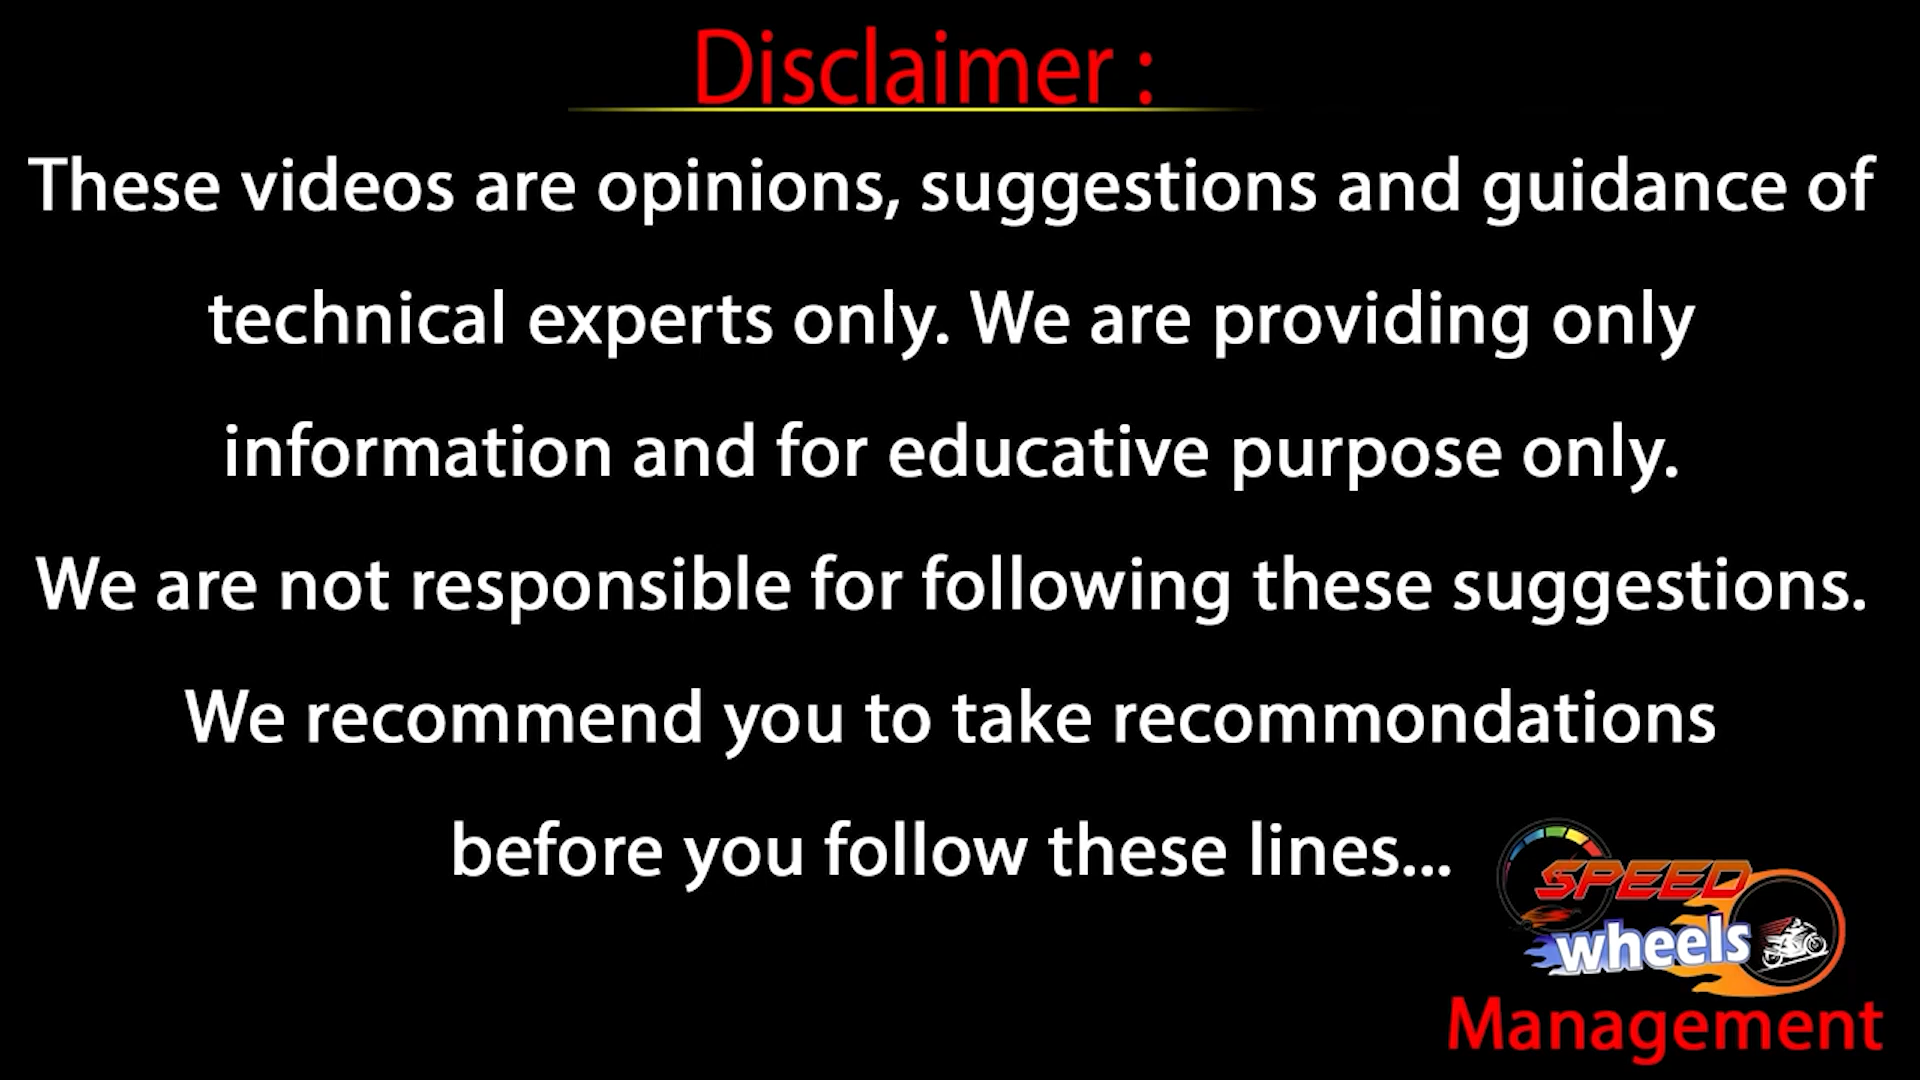 Disclaimer :
These videos are opinions, suggestions and guidance of
technical experts only. We are providing only
information and for educative purpose only.
We are not responsible for following these suggestions.
We recommend you to take recommondations
before you follow these lines...
SPEED
wheels
Management